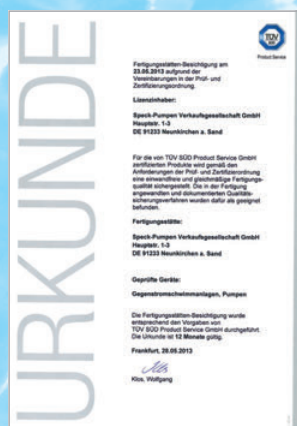 URKUNDE
TÜV
SÜD
Product Service
Fertigungsstätten-Besichtigung am
23.05.2013 aufgrund der
Vereinbarungen in der Prüf- und
Zertifizierungsordnung.
Lizenzinhaber:
Speck-Pumpen Verkaufsgesellschaft GmbH
Hauptstr. 1-3
DE 91233 Neunkirchen a. Sand
Für die von TÜV SÜD Product Service GmbH
zertifizierten Produkte wird gemäß den
Anforderungen der Prüf- und Zertifizierordnung
eine einwandfreie und gleichmäßige Fertigungs-
qualität sichergestellt. Die in der Fertigung
angewandten und dokumentierten Qualitäts-
sicherungsverfahren wurden dafür als geeignet
befunden.
Fertigungsstätte:
Speck-Pumpen Verkaufsgesellschaft GmbH
Hauptstr. 1-3
DE 91233 Neunkirchen a. Sand
Geprüfte Geräte:
Gegenstromschwimmanlagen, Pumpen
Die Fertigungsstätten-Besichtigung wurde
entsprechend den Vorgaben von
TÜV SÜD Product Service GmbH durchgeführt.
Die Urkunde ist 12 Monate gültig.
Frankfurt, 28.05.2013
Klos, Wolfgang